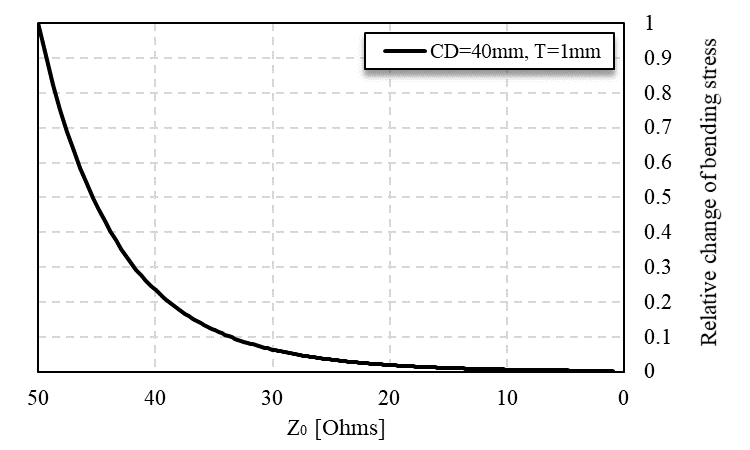 CD=40mm, T=1mm
1
0.9
0.8
0.7
0.6
0.5
0.4
0.3
0.2
0.1
0
Relative change of bending stress
50 40 30 20 10 0
Z₀ [Ohms]